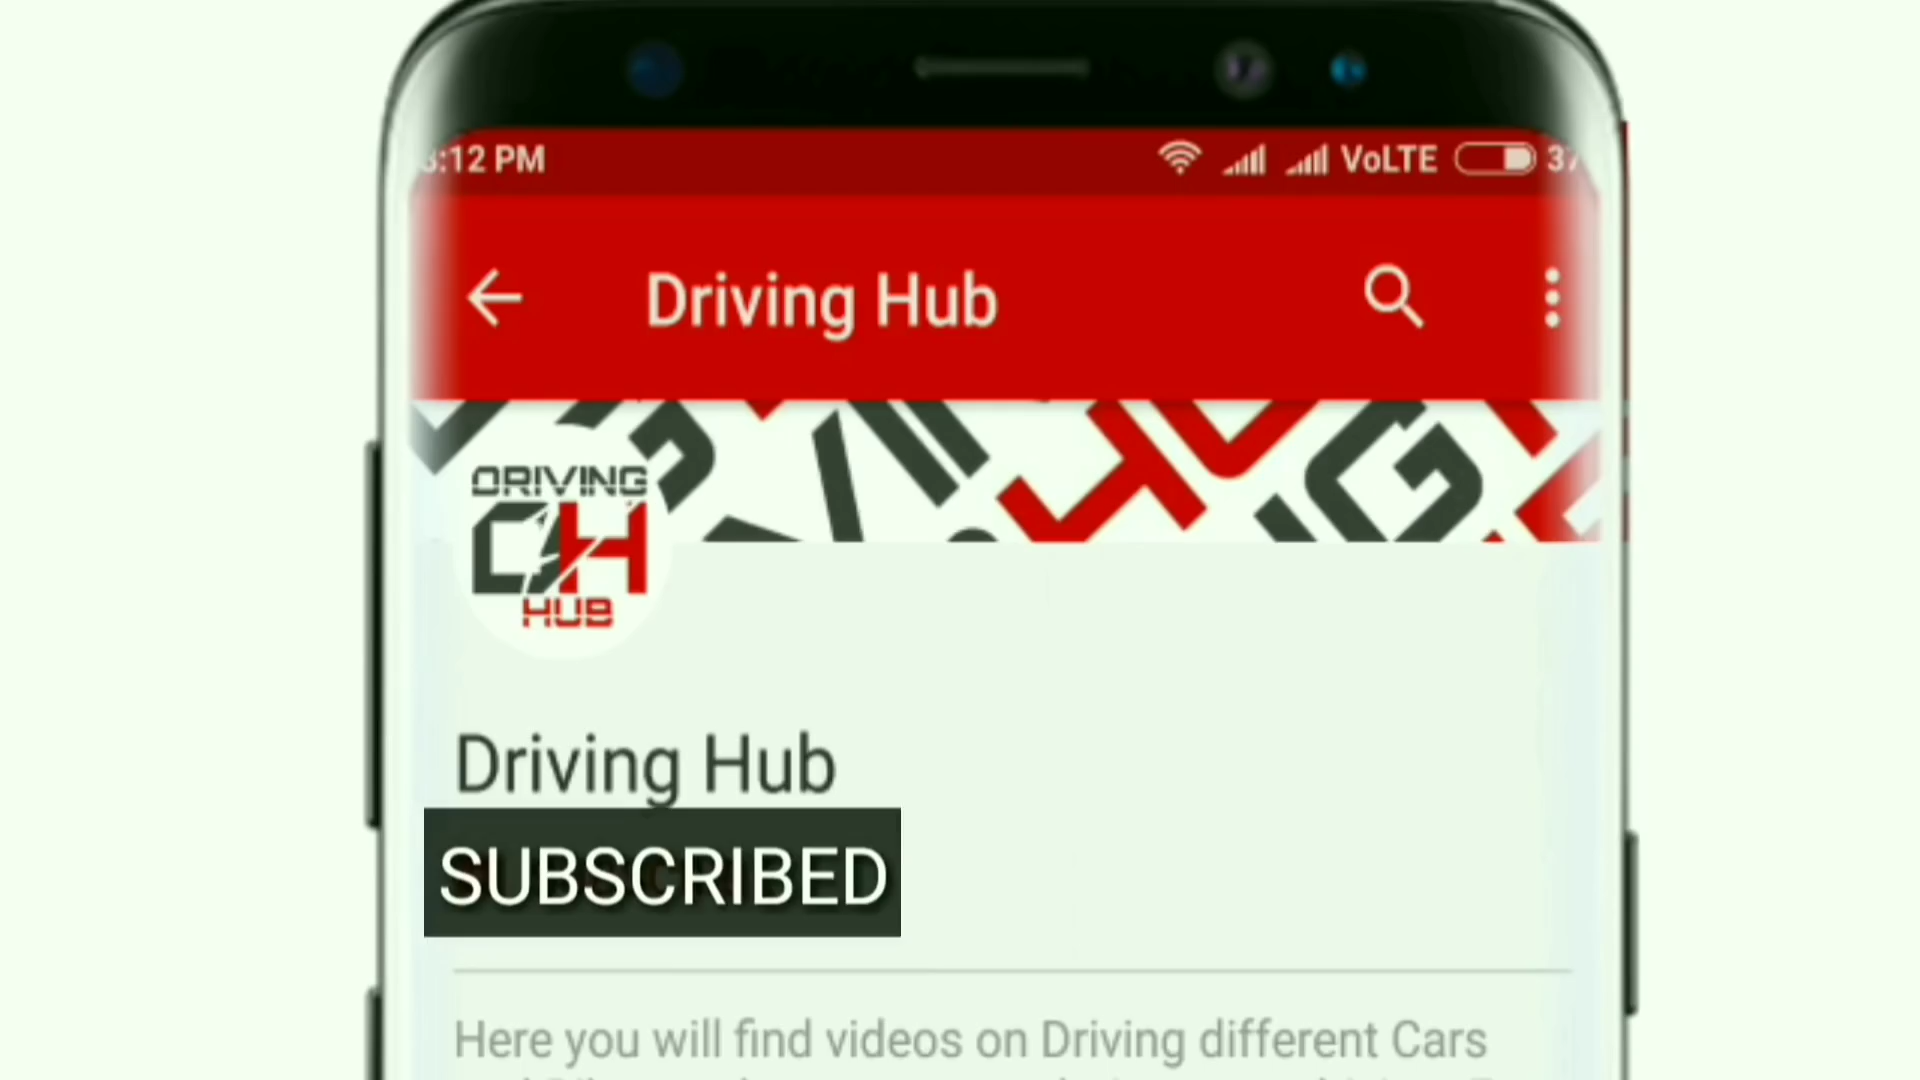 :12 PM VoLTE
Driving Hub
DRIVING
DH
HUB
Driving Hub
SUBSCRIBED
Here you will find videos on Driving different Cars